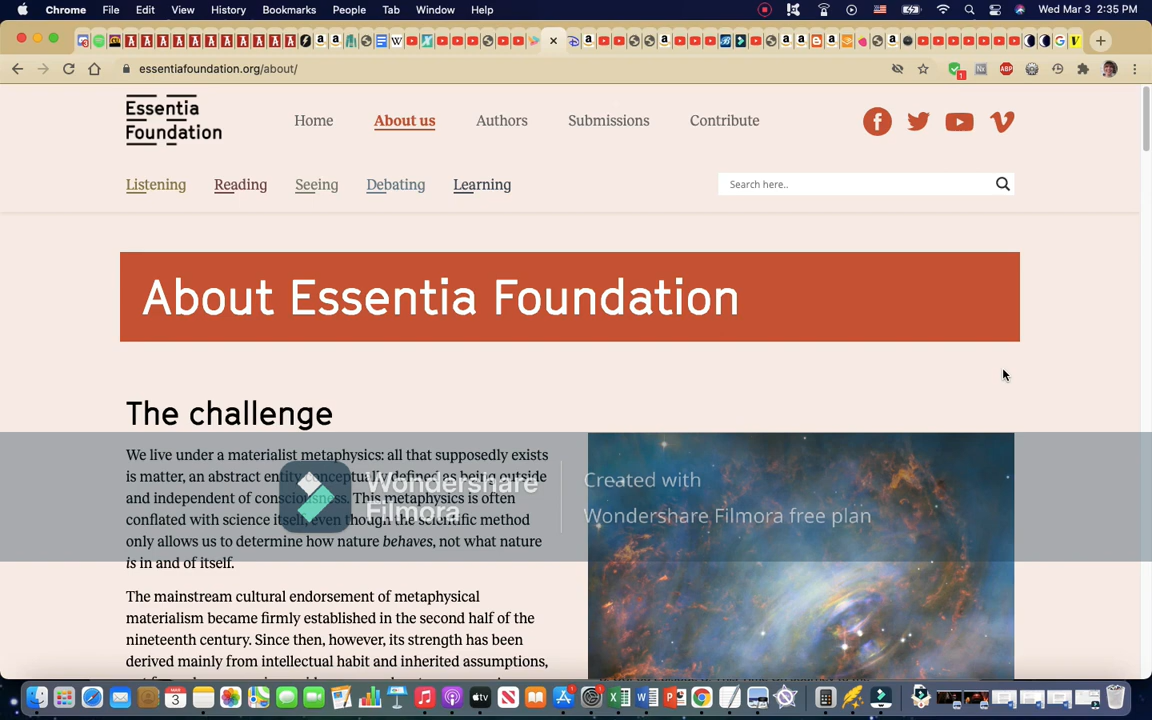 Chrome File Edit View History Bookmarks People Tab Window Help Wed Mar 3 2:35 PM
essentiafoundation.org/about/
Essentia
Foundation
Home About us Authors Submissions Contribute
Listening Reading Seeing Debating Learning Search here..
About Essentia Foundation
The challenge
We live under a materialist metaphysics: all that supposedly exists
is matter, an abstract entity conceptually defined as being outside
and independent of consciousness. This metaphysics is often
conflated with science itself, even though the scientific method
only allows us to determine how nature behaves, not what nature
is in and of itself.
Wondershare
Filmora
Created with
Wondershare Filmora free plan
The mainstream cultural endorsement of metaphysical
materialism became firmly established in the second half of the
nineteenth century. Since then, however, its strength has been
derived mainly from intellectual habit and inherited assumptions,